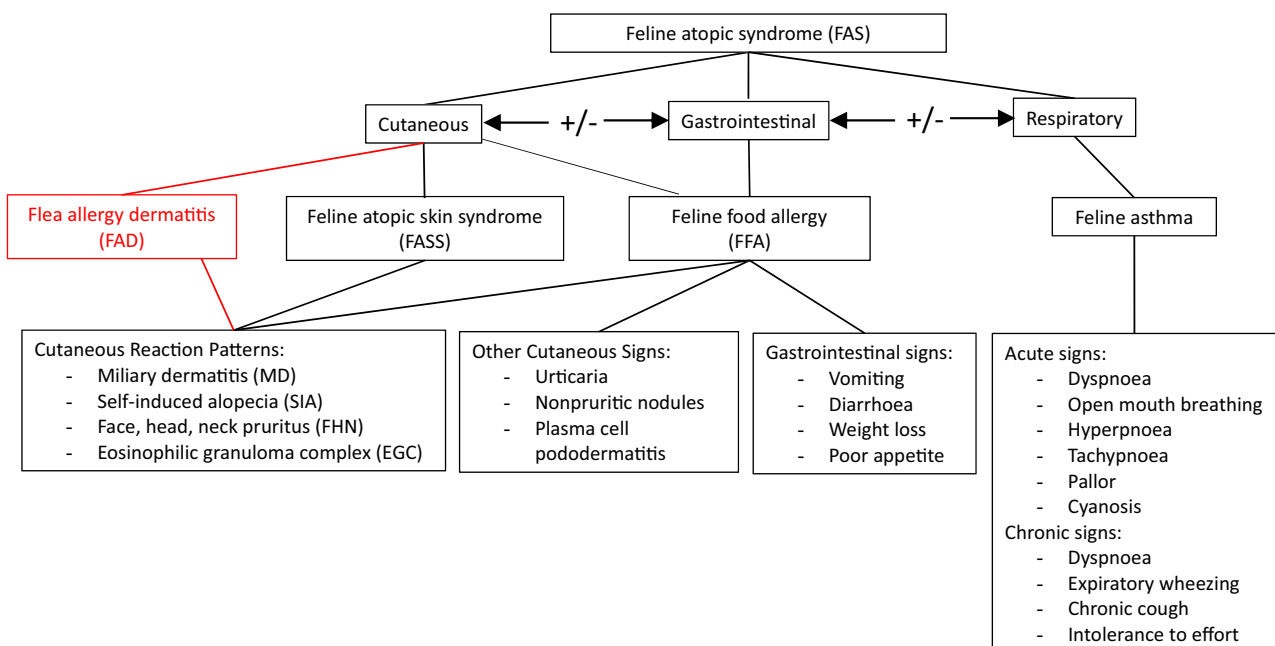 Feline atopic syndrome (FAS)
Cutaneous
+/-
Gastrointestinal
+/-
Respiratory
Flea allergy dermatitis
(FAD)
Feline atopic skin syndrome
(FASS)
Feline food allergy
(FFA)
Feline asthma
Cutaneous Reaction Patterns:
- Miliary dermatitis (MD)
- Self-induced alopecia (SIA)
- Face, head, neck pruritus (FHN)
- Eosinophilic granuloma complex (EGC)
Other Cutaneous Signs:
- Urticaria
- Nonpruritic nodules
- Plasma cell
pododermatitis
Gastrointestinal signs:
- Vomiting
- Diarrhoea
- Weight loss
- Poor appetite
Acute signs:
- Dyspnoea
- Open mouth breathing
- Hyperpnoea
- Tachypnoea
- Pallor
- Cyanosis
Chronic signs:
- Dyspnoea
- Expiratory wheezing
- Chronic cough
- Intolerance to effort